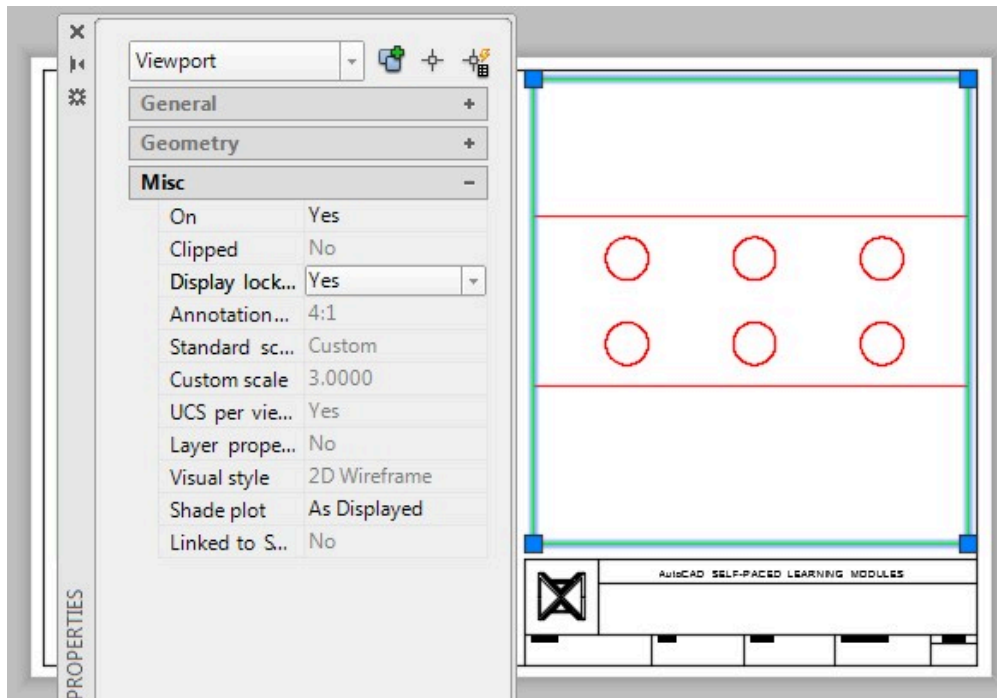 Viewport
General
Geometry
Misc
On Yes
Clipped No
Display lock... Yes
Annotation... 4:1
Standard sc... Custom
Custom scale 3.0000
UCS per vie... Yes
Layer prope... No
Visual style 2D Wireframe
Shade plot As Displayed
Linked to S... No
PROPERTIES
AutoCAD SELF-PACED LEARNING MODULES